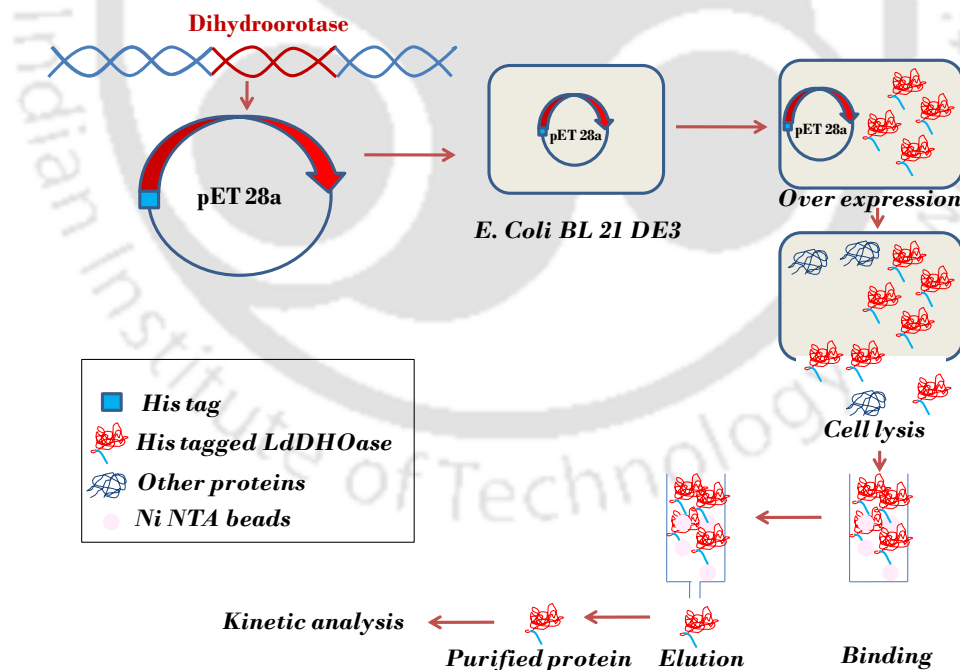 Dihydroorotase
pET 28a
pET 28a
E. Coli BL 21 DE3
pET 28a
Over expression
Cell lysis
His tag
His tagged LdDHOase
Other proteins
Ni NTA beads
Kinetic analysis
Purified protein
Elution
Binding
Indian Institute of Technology